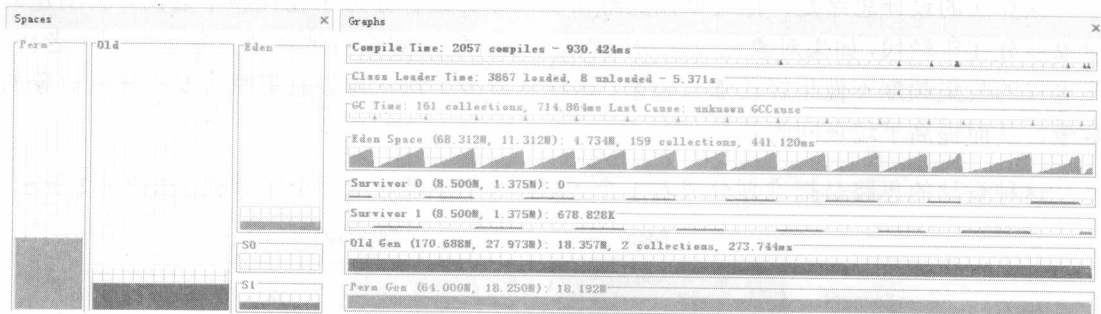 Spaces
Perm
Old
Eden
S0
S1
Graphs
Compile Time: 2057 compiles - 930.424ms
Class Loader Time: 3867 loaded, 8 unloaded - 5.371s
GC Time: 161 collections, 714.864ms Last Cause: unknown GCCause
Eden Space (68.312M, 11.312M): 4.734M, 159 collections, 441.120ms
Survivor 0 (8.500M, 1.375M): 0
Survivor 1 (8.500M, 1.375M): 678.828K
Old Gen (170.688M, 27.973M): 18.357M, 2 collections, 273.744ms
Perm Gen (64.000M, 18.250M): 18.192M